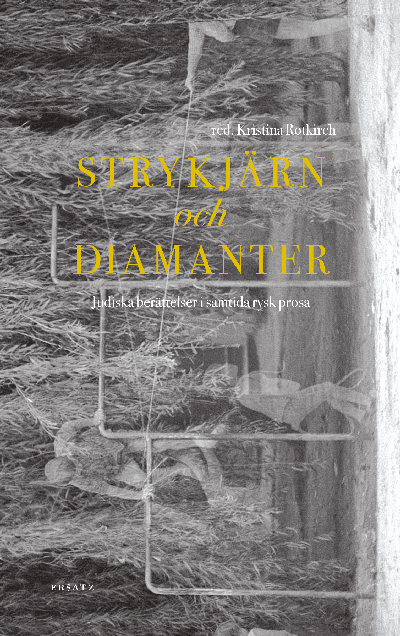 red. Kristina Rotkirch
STRYKJÄRN
och
DIAMANTER
Judiska berättelser i samtida rysk prosa
ERSATZ